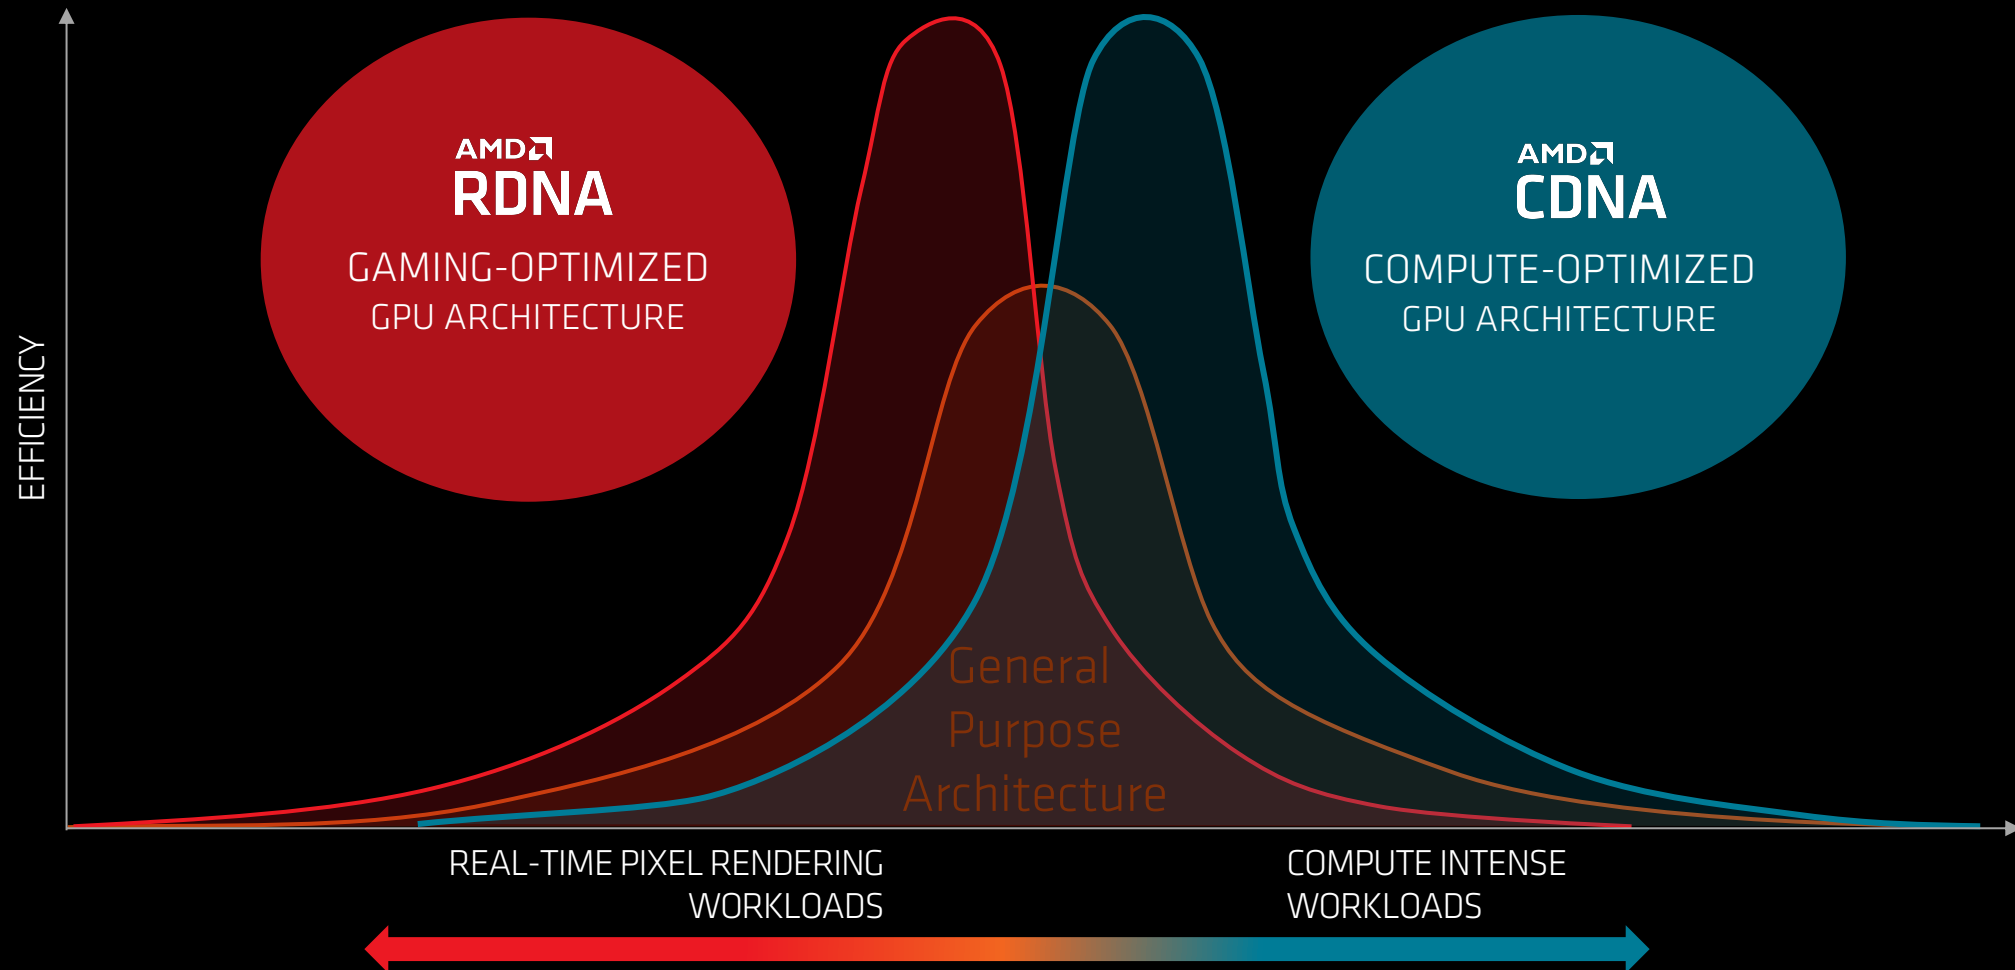 EFFICIENCY
AMD
RDNA
GAMING-OPTIMIZED
GPU ARCHITECTURE
AMD
CDNA
COMPUTE-OPTIMIZED
GPU ARCHITECTURE
General
Purpose
Architecture
REAL-TIME PIXEL RENDERING
WORKLOADS
COMPUTE INTENSE
WORKLOADS